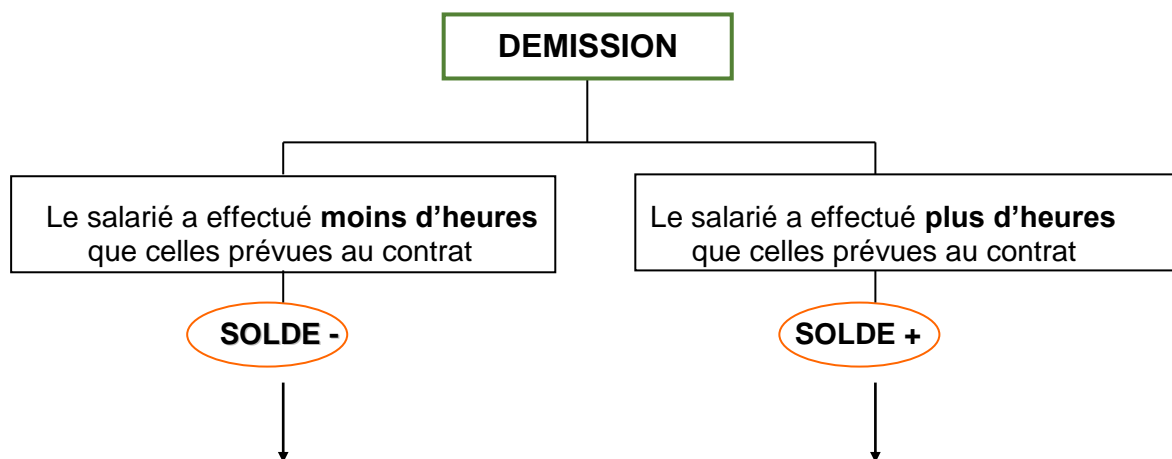 DEMISSION
Le salarié a effectué moins d’heures
que celles prévues au contrat
Le salarié a effectué plus d’heures
que celles prévues au contrat
SOLDE -
SOLDE +